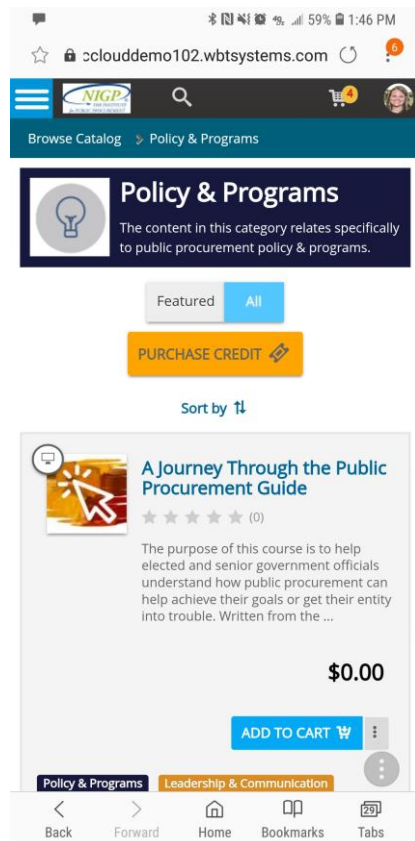 59% 1:46 PM
cclouddemo102.wbtsystems.com
6
NIGP
4
Browse Catalog Policy & Programs
Policy & Programs
The content in this category relates specifically
to public procurement policy & programs.
Featured All
PURCHASE CREDIT
Sort by
A Journey Through the Public
Procurement Guide
(0)
The purpose of this course is to help
elected and senior government officials
understand how public procurement can
help achieve their goals or get their entity
into trouble. Written from the ...
$0.00
ADD TO CART
Policy & Programs Leadership & Communication
29
Back Forward Home Bookmarks Tabs